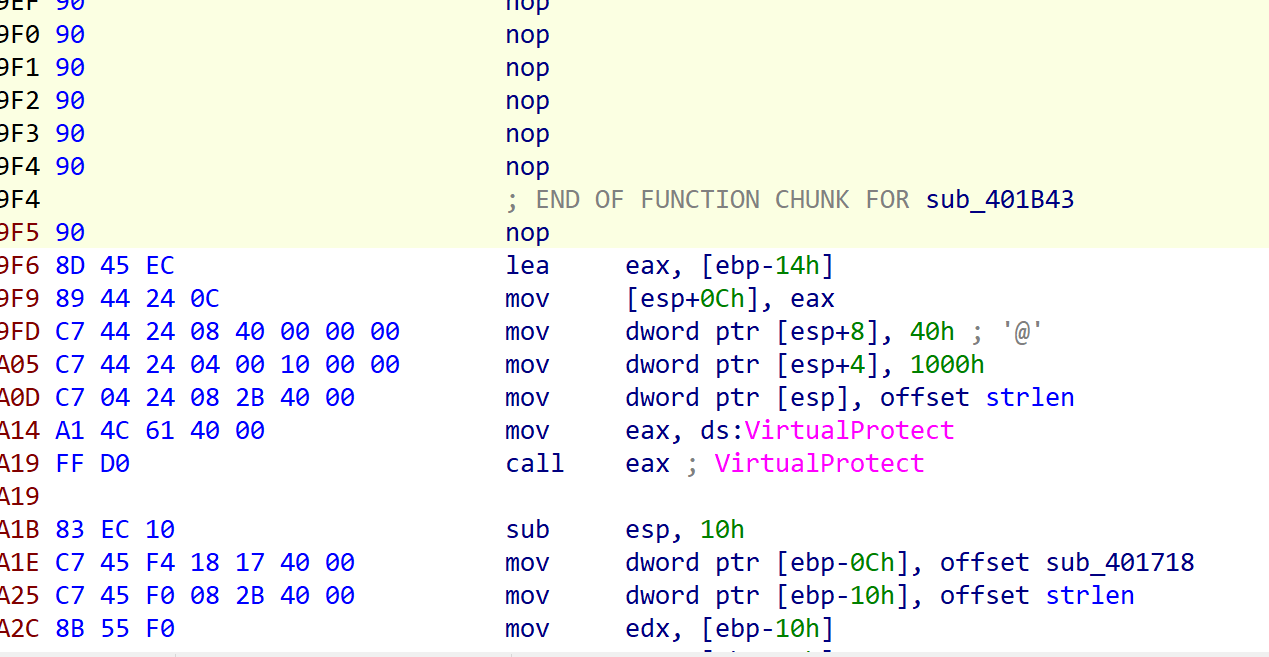 9EF 90 nop
9F0 90 nop
9F1 90 nop
9F2 90 nop
9F3 90 nop
9F4 90 nop
9F4 ; END OF FUNCTION CHUNK FOR sub_401B43
9F5 90 nop
9F6 8D 45 EC lea eax, [ebp-14h]
9F9 89 44 24 0C mov [esp+0Ch], eax
9FD C7 44 24 08 40 00 00 00 mov dword ptr [esp+8], 40h ; '@'
A05 C7 44 24 04 00 10 00 00 mov dword ptr [esp+4], 1000h
A0D C7 04 24 08 2B 40 00 mov dword ptr [esp], offset strlen
A14 A1 4C 61 40 00 mov eax, ds:VirtualProtect
A19 FF D0 call eax ; VirtualProtect
A19
A1B 83 EC 10 sub esp, 10h
A1E C7 45 F4 18 17 40 00 mov dword ptr [ebp-0Ch], offset sub_401718
A25 C7 45 F0 08 2B 40 00 mov dword ptr [ebp-10h], offset strlen
A2C 8B 55 F0 mov edx, [ebp-10h]